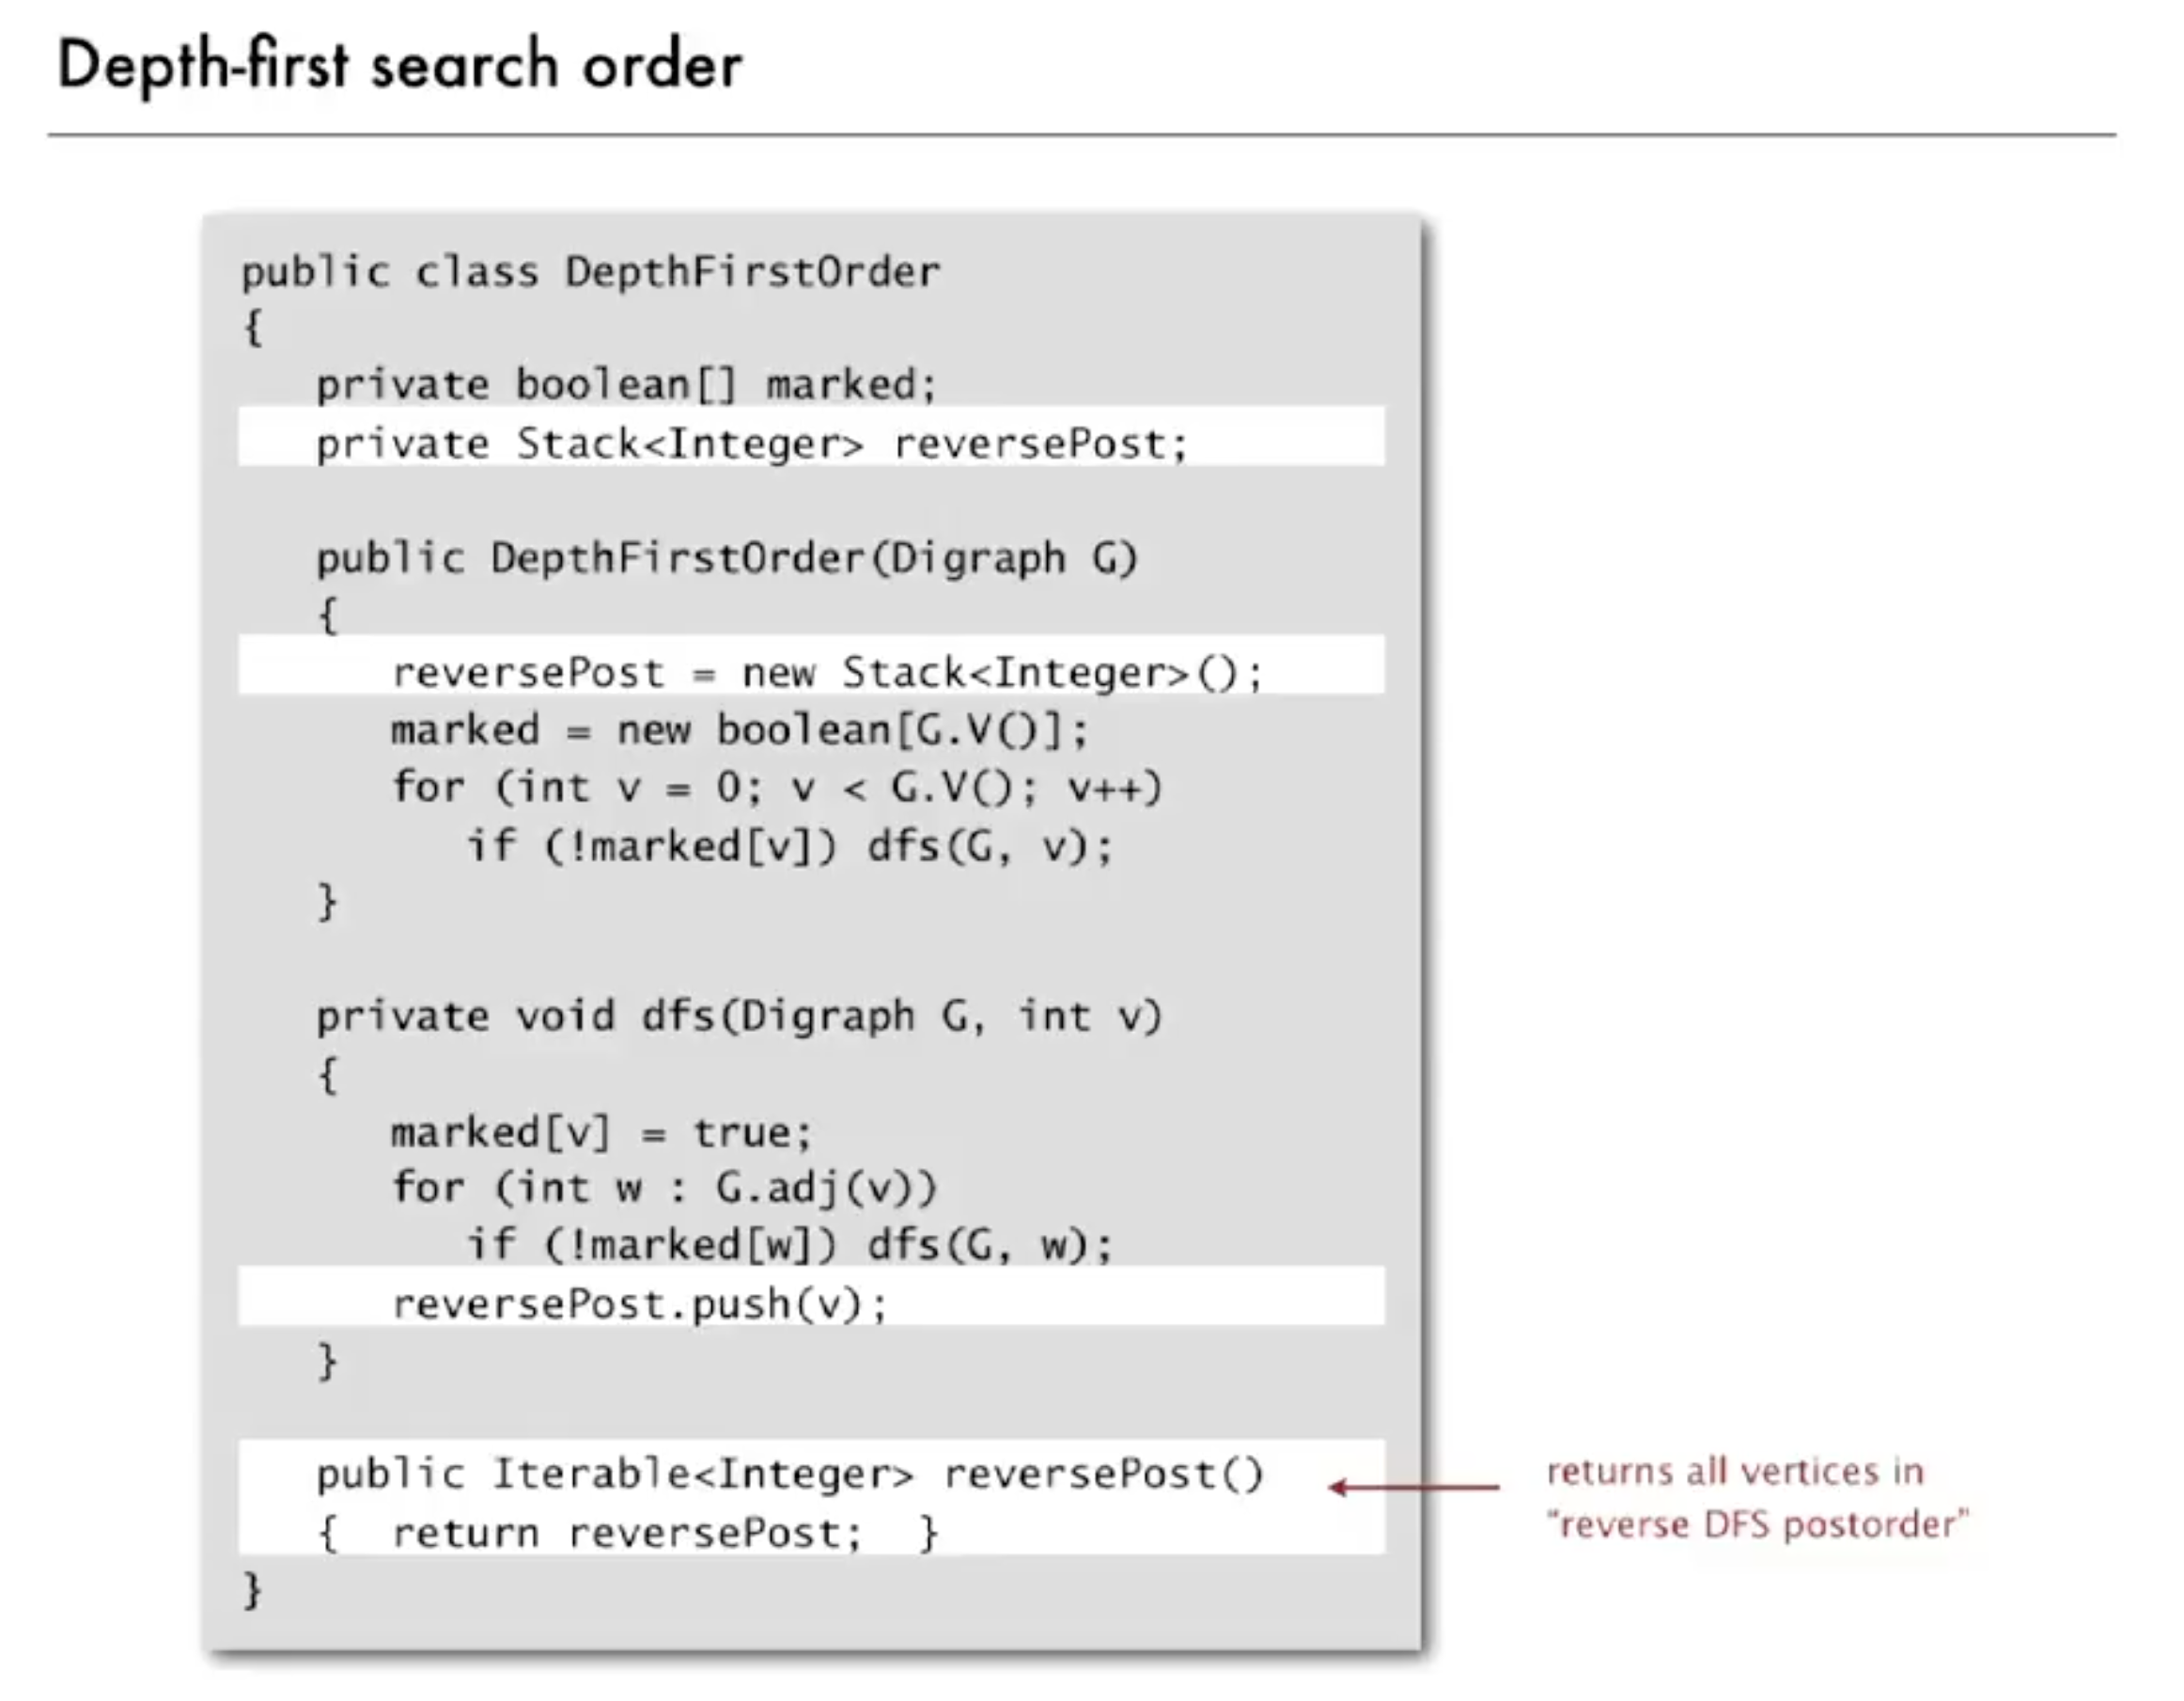 Depth-first search order
public class DepthFirstOrder
{
   private boolean[] marked;
   private Stack<Integer> reversePost;
   public DepthFirstOrder(Digraph G)
   {
      reversePost = new Stack<Integer>();
      marked = new boolean[G.V()];
      for (int v = 0; v < G.V(); v++)
         if (!marked[v]) dfs(G, v);
   }
   private void dfs(Digraph G, int v)
   {
      marked[v] = true;
      for (int w : G.adj(v))
         if (!marked[w]) dfs(G, w);
      reversePost.push(v);
   }
   public Iterable<Integer> reversePost()
   {  return reversePost;  }
}
returns all vertices in
“reverse DFS postorder”